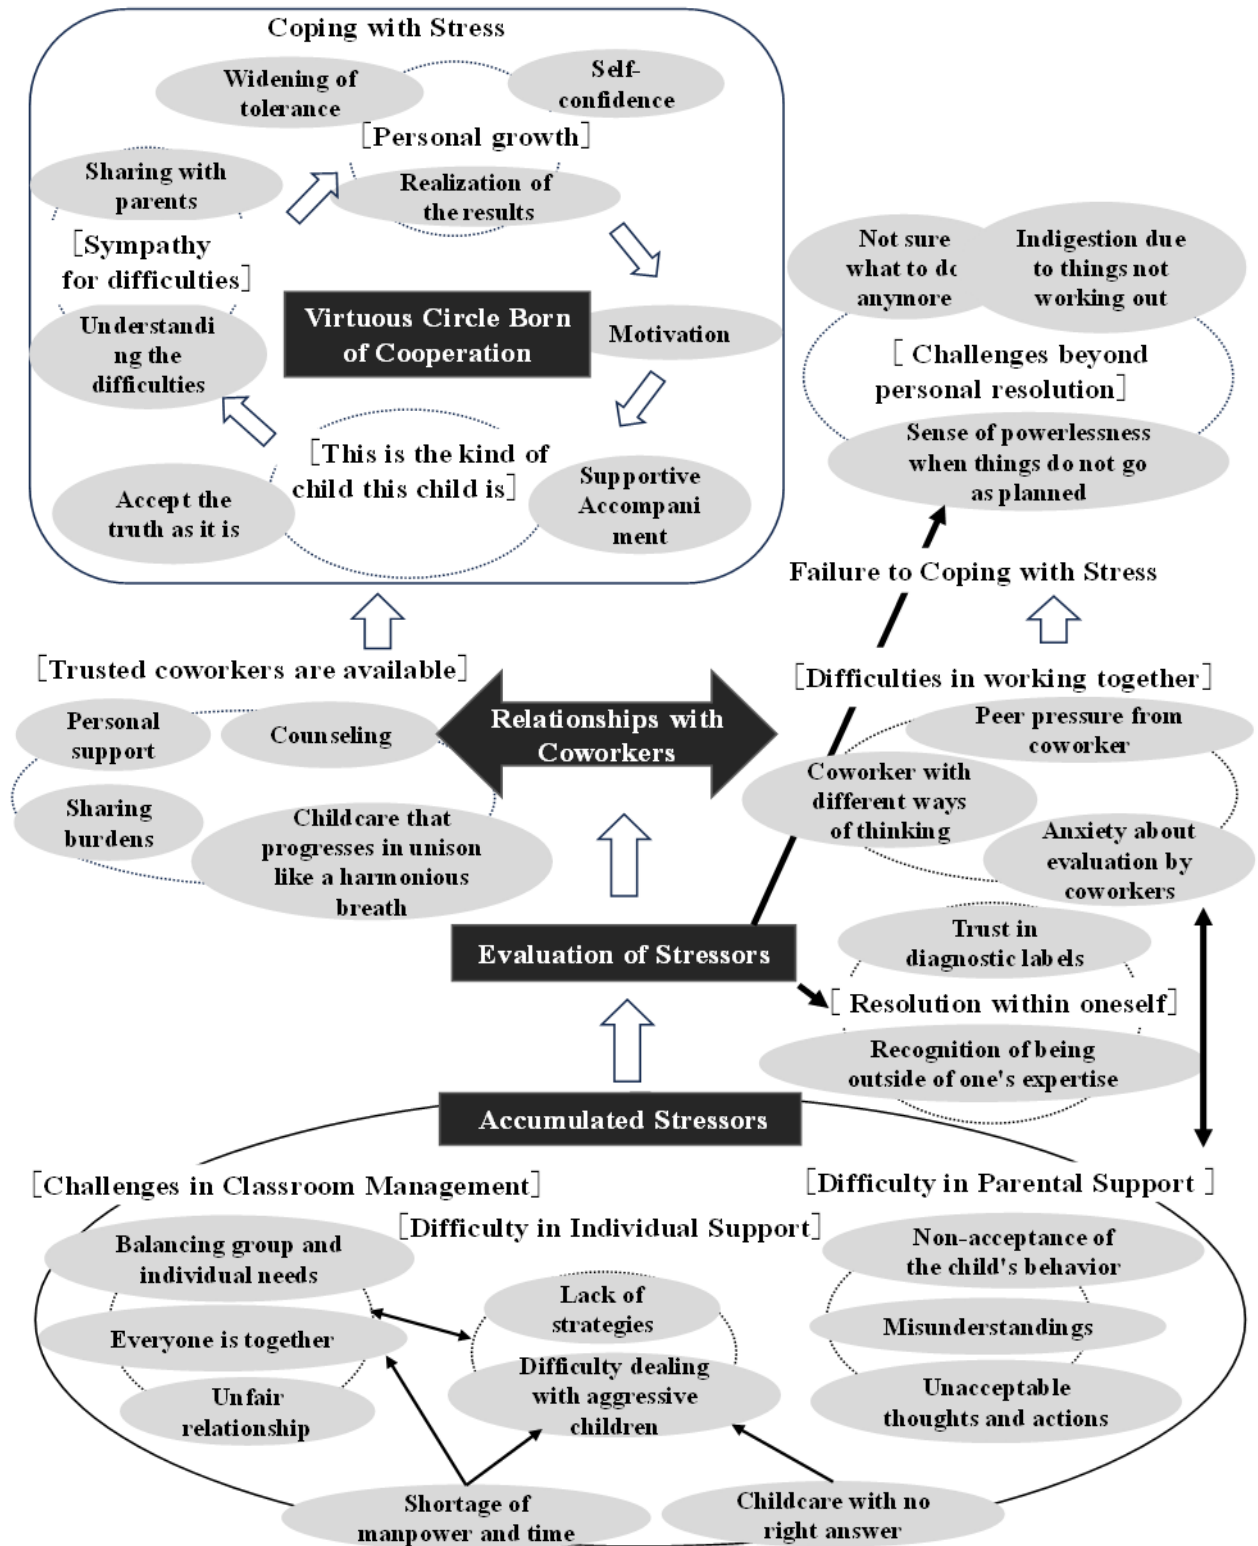 Coping with Stress
Widening of
tolerance
Self-
confidence
[Personal growth]
Sharing with
parents
Realization of
the results
[Sympathy
for difficulties]
Understandi
ng the
difficulties
Virtuous Circle Born
of Cooperation
Motivation
[This is the kind of
child this child is]
Accept the
truth as it is
Supportive
Accompani
ment
Not sure
what to do
anymore
Indigestion due
to things not
working out
[ Challenges beyond
personal resolution]
Sense of powerlessness
when things do not go
as planned
Failure to Coping with Stress
[Trusted coworkers are available]
Personal
support
Counseling
Sharing
burdens
Childcare that
progresses in unison
like a harmonious
breath
Relationships with
Coworkers
[Difficulties in working together]
Peer pressure from
coworker
Coworker with
different ways
of thinking
Anxiety about
evaluation by
coworkers
Evaluation of Stressors
Trust in
diagnostic labels
[ Resolution within oneself]
Recognition of being
outside of one's expertise
Accumulated Stressors
[Challenges in Classroom Management]
Balancing group and
individual needs
Everyone is together
Unfair
relationship
[Difficulty in Individual Support]
Lack of
strategies
Difficulty dealing
with aggressive
children
[Difficulty in Parental Support ]
Non-acceptance of
the child's behavior
Misunderstandings
Unacceptable
thoughts and actions
Shortage of
manpower and time
Childcare with no
right answer